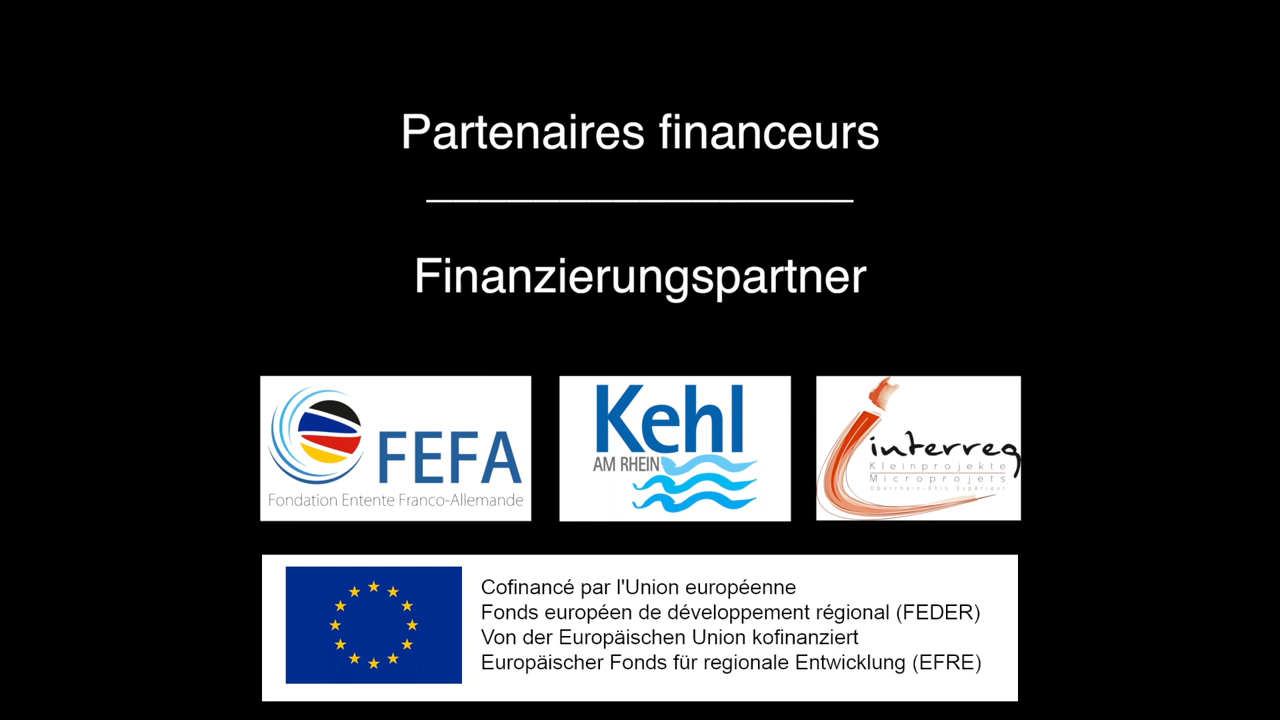 Partenaires financeurs
Finanzierungspartner
FEFA
Fondation Entente Franco-Allemande
Kehl
AM RHEIN
interreg
Kleinprojekte
Microprojets
Oberrhein-Rhin Supérieur
Cofinancé par l'Union européenne
Fonds européen de développement régional (FEDER)
Von der Europäischen Union kofinanziert
Europäischer Fonds für regionale Entwicklung (EFRE)